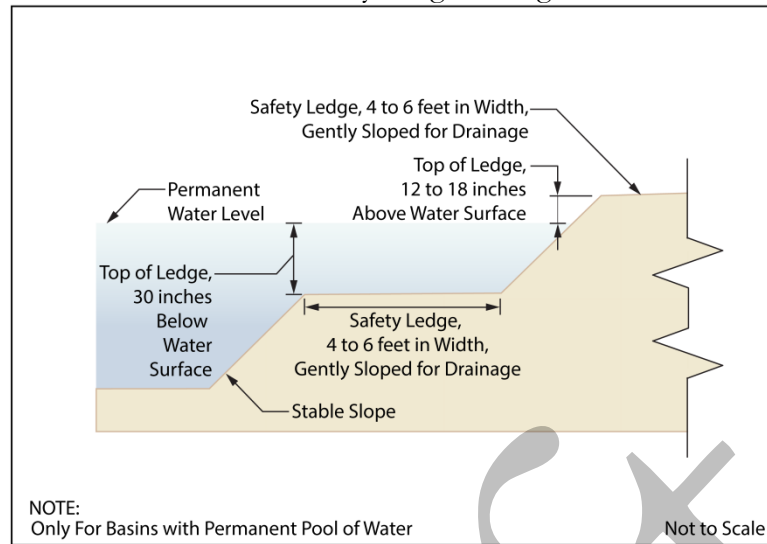 Safety Ledge, 4 to 6 feet in Width,
Gently Sloped for Drainage
Top of Ledge,
12 to 18 inches
Above Water Surface
Permanent
Water Level
Top of Ledge,
30 inches
Below
Water
Surface
Safety Ledge,
4 to 6 feet in Width,
Gently Sloped for Drainage
Stable Slope
NOTE:
Only For Basins with Permanent Pool of Water
Not to Scale